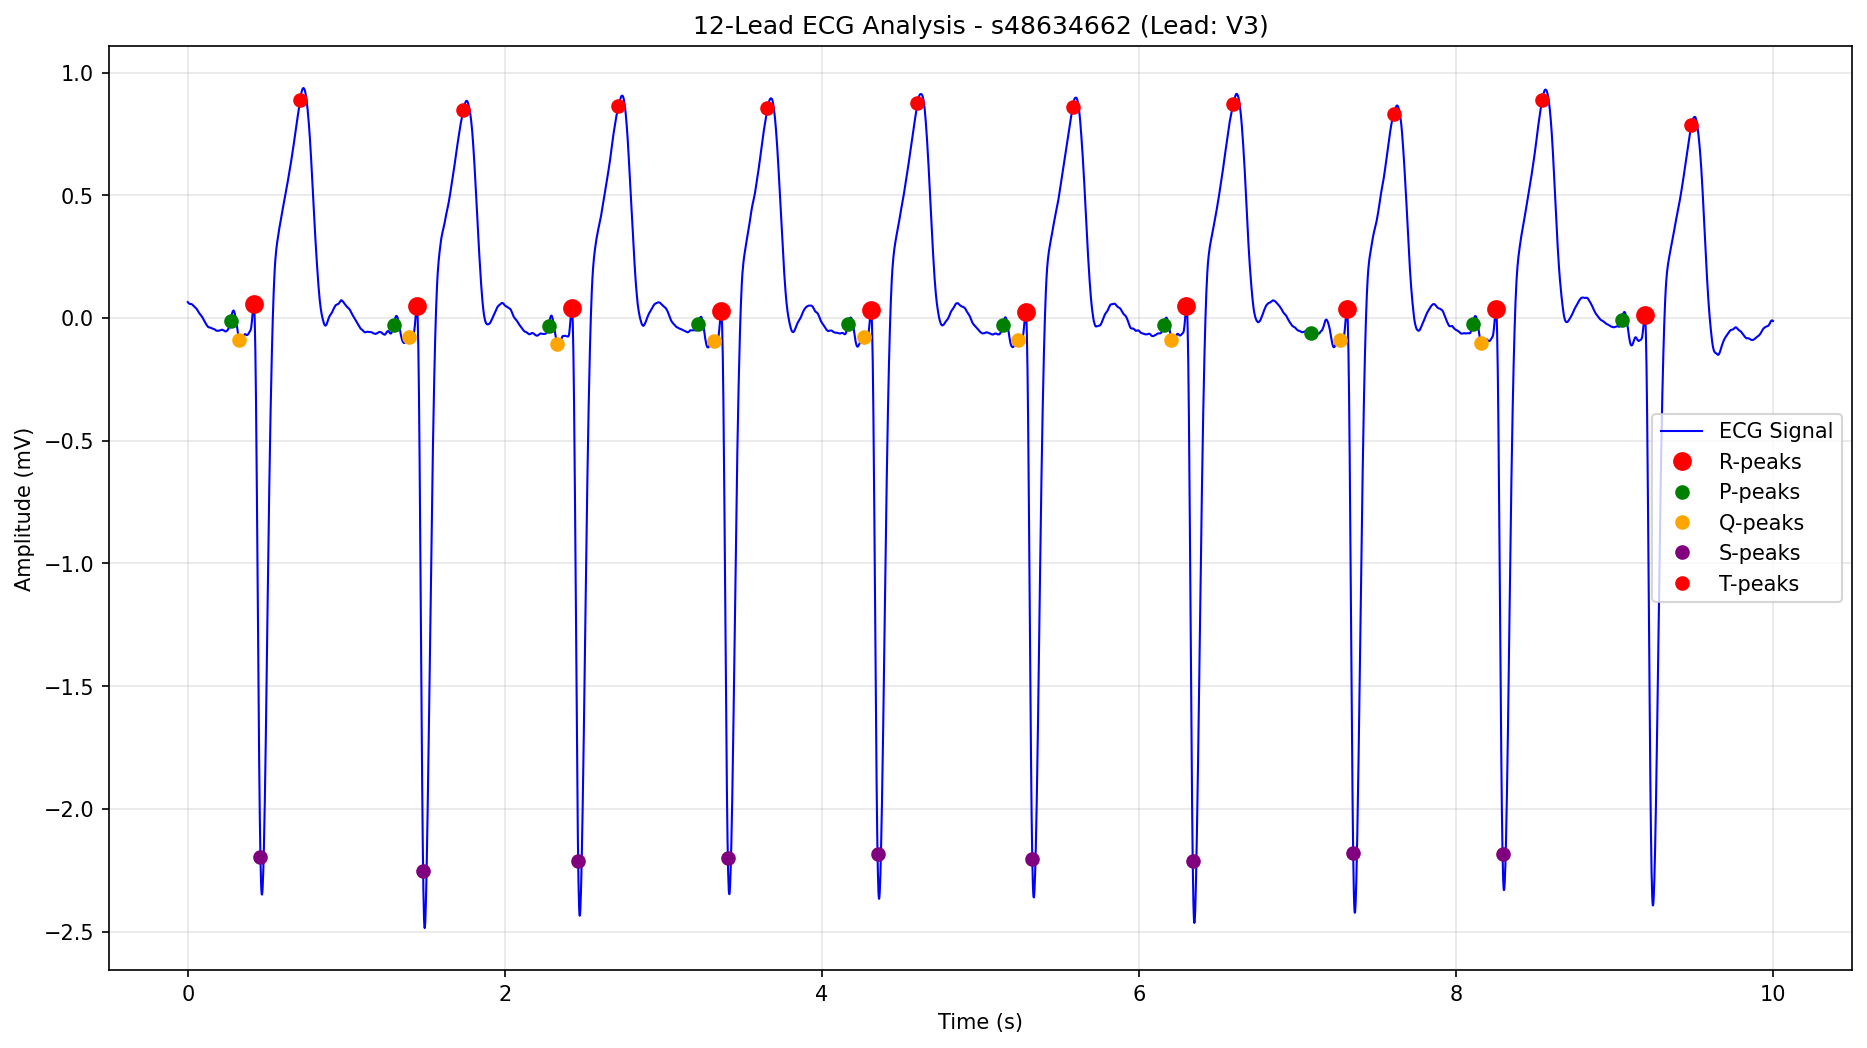 12-Lead ECG Analysis - s48634662 (Lead: V3)
1.0
0.5
0.0
−0.5
−1.0
−1.5
−2.0
−2.5
Amplitude (mV)
ECG Signal
R-peaks
P-peaks
Q-peaks
S-peaks
T-peaks
0 2 4 6 8 10
Time (s)